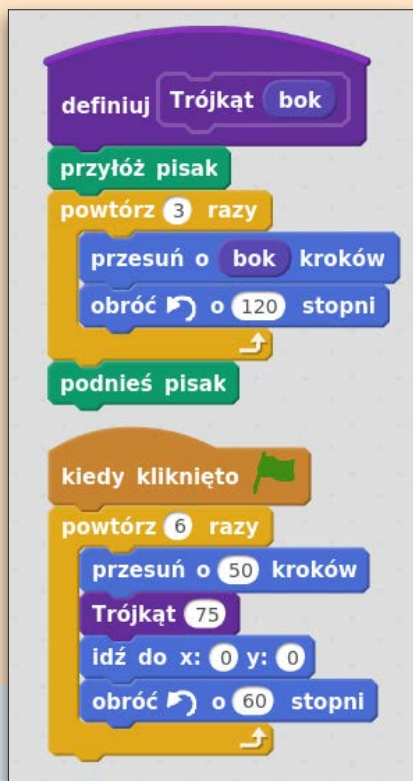 definiuj Trójkąt bok
przyłóż pisak
powtórz 3 razy
przesuń o bok kroków
obróć o 120 stopni
podnieś pisak
kiedy kliknięto
powtórz 6 razy
przesuń o 50 kroków
Trójkąt 75
idź do x: 0 y: 0
obróć o 60 stopni